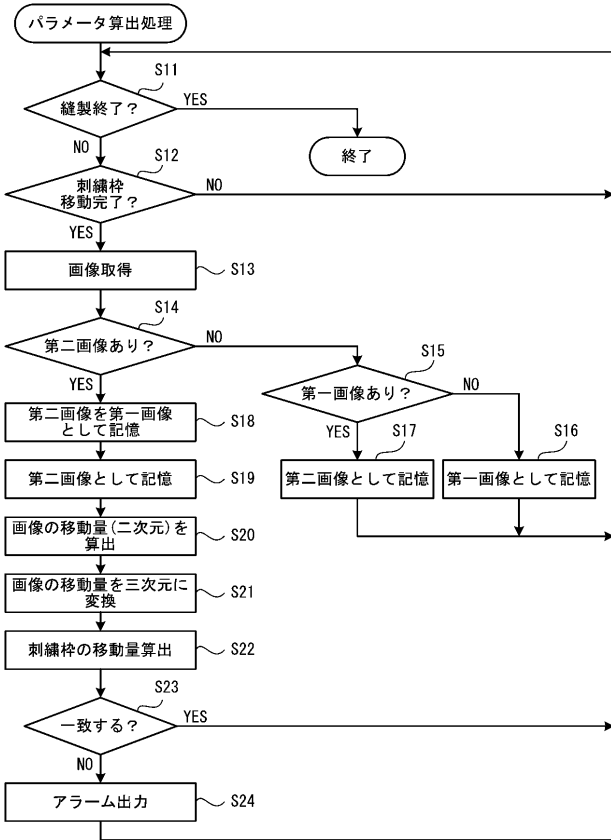 パラメータ算出処理
S11
縫製終了？
YES
NO
終了
S12
刺繍枠
移動完了？
NO
YES
画像取得
S13
S14
第二画像あり？
NO
YES
S15
第一画像あり？
NO
YES
第二画像を第一画像
として記憶
S18
S17
第二画像として記憶
S16
第一画像として記憶
第二画像として記憶
S19
画像の移動量(二次元)を
算出
S20
画像の移動量を三次元に
変換
S21
刺繍枠の移動量算出
S22
S23
一致する？
YES
NO
アラーム出力
S24